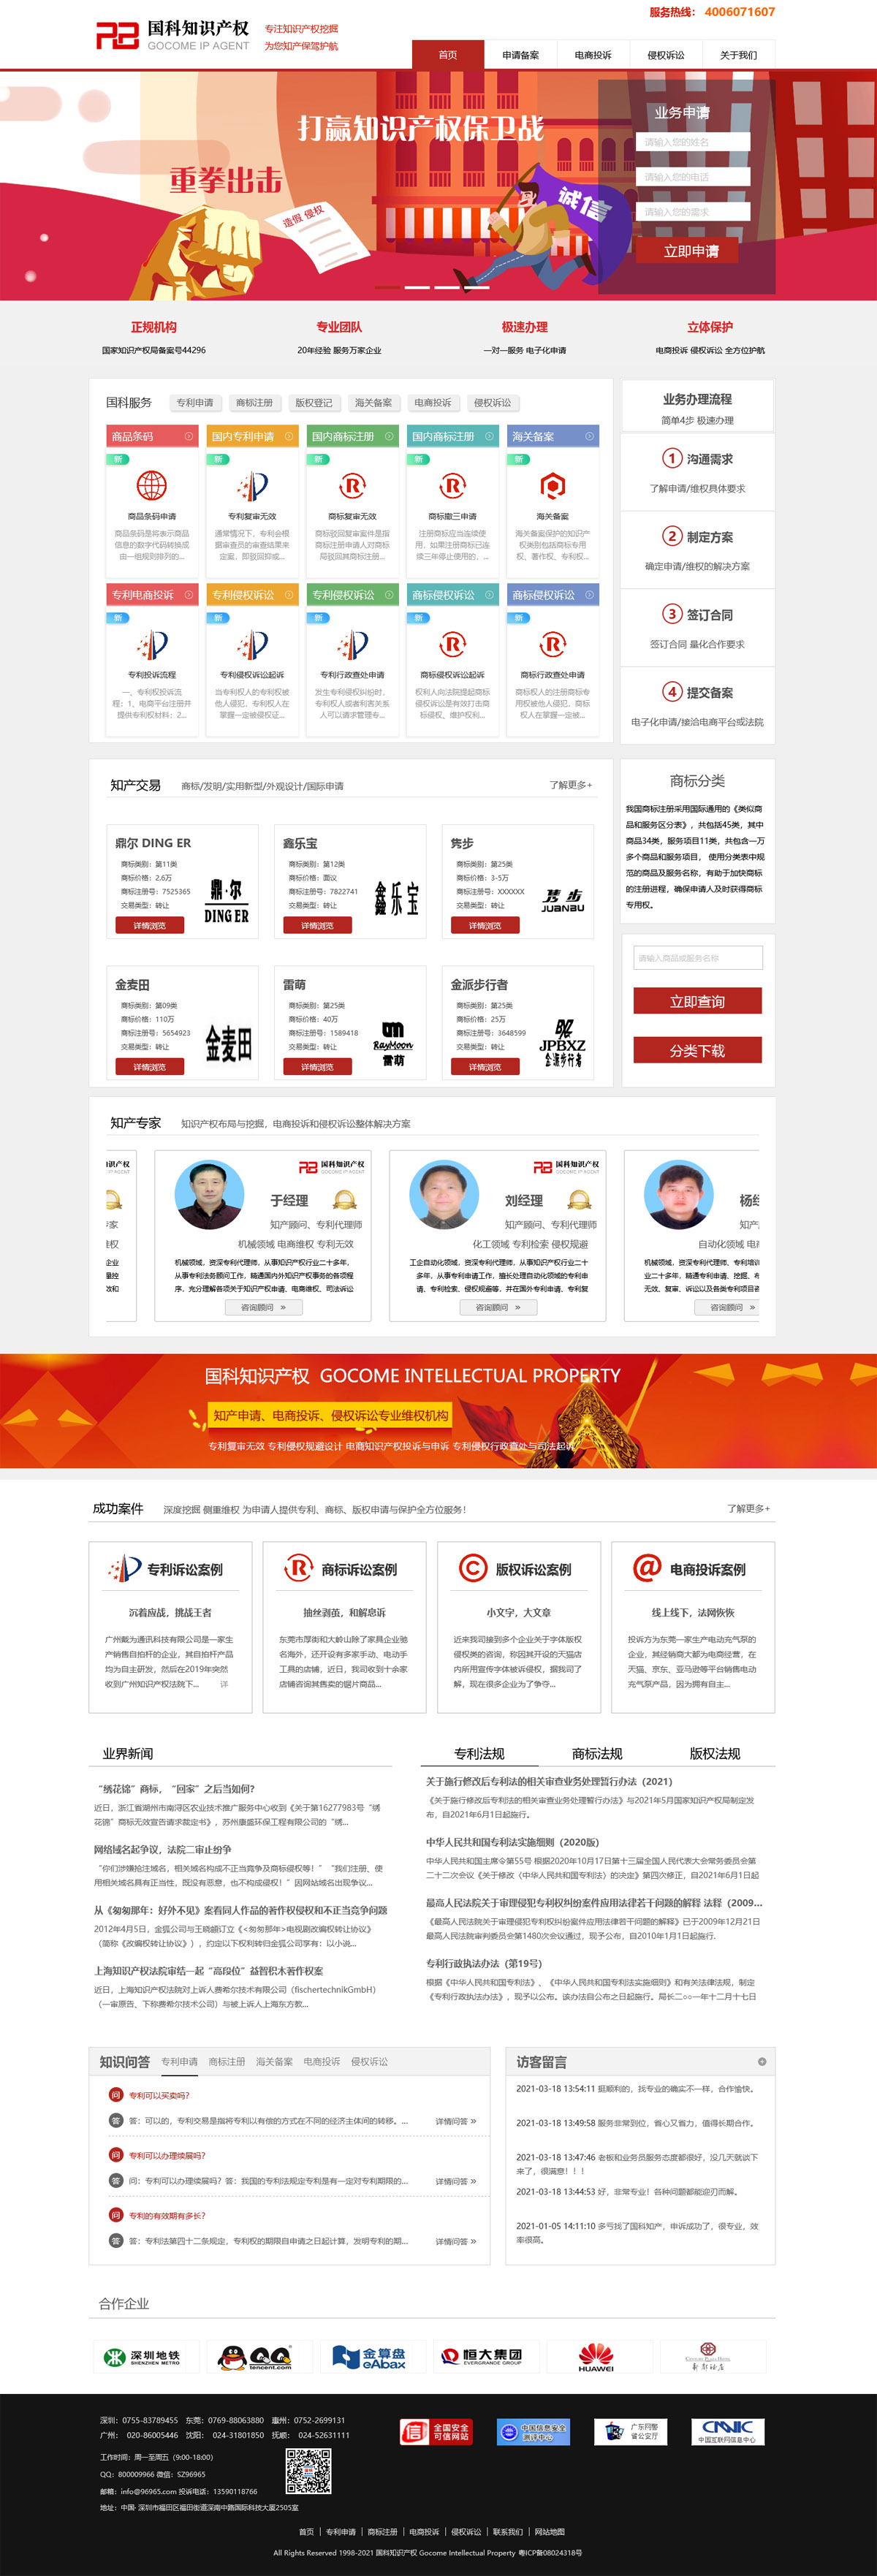 服务热线： 4006071607
国科知识产权
GOCOME IP AGENT
专注知识产权挖掘
为您知产保驾护航
首页 申请备案 电商投诉 侵权诉讼 关于我们
打赢知识产权保卫战
重拳出击
造假 侵权
诚信
业务申请
请输入您的姓名
请输入您的电话
请输入您的需求
立即申请
正规机构 专业团队 极速办理 立体保护
国家知识产权局备案号44296 20年经验 服务万家企业 一对一服务 电子化申请 电商投诉 侵权诉讼 全方位护航
国科服务 专利申请 商标注册 版权登记 海关备案 电商投诉 侵权诉讼
商品条码 国内专利申请 国内商标注册 国内商标注册 海关备案
新 新 新 新 新
商品条码申请 专利复审无效 商标复审无效 商标撤三申请 海关备案
商品条码是将表示商品 通常情况下，专利会根 商标驳回复审案件是指 注册商标应当连续使 海关备案保护的知识产
信息的数字代码转换成 据审查员的审查结果来 商标注册申请人对商标 用，如果注册商标已连 权类别包括商标专用
由一组规则排列的... 定案，即驳回抑或... 局驳回其商标注册... 续三年停止使用的，... 权、著作权、专利权...
专利电商投诉 专利侵权诉讼 专利侵权诉讼 商标侵权诉讼 商标侵权诉讼
新 新 新 新 新
专利投诉流程 专利侵权诉讼起诉 专利行政查处申请 商标侵权诉讼起诉 商标行政查处申请
一、专利权投诉流 当专利权人的专利权被 发生专利侵权纠纷时， 权利人向法院提起商标 商标权人的注册商标专
程：1、电商平台注册并 他人侵犯，专利权人在 专利权人或者利害关系 侵权诉讼是有效打击商 用权被他人侵犯，商标
提供专利权材料；2... 掌握一定被侵权证... 人可以请求管理专... 标侵权、维护权利... 权人在掌握一定被...
业务办理流程
简单4步 极速办理
1 沟通需求
了解申请/维权具体要求
2 制定方案
确定申请/维权的解决方案
3 签订合同
签订合同 量化合作要求
4 提交备案
电子化申请/接洽电商平台或法院
知产交易 商标/发明/实用新型/外观设计/国际申请 了解更多+
鼎尔 DING ER
商标类别：第11类
商标价格：2.6万
商标注册号：7525365
交易类型：转让
详情浏览
鼎·尔
DING ER
鑫乐宝
商标类别：第12类
商标价格：面议
商标注册号：7822741
交易类型：转让
详情浏览
鑫乐宝
隽步
商标类别：第25类
商标价格：3-5万
商标注册号：XXXXXX
交易类型：转让
详情浏览
隽步
JUANBU
金麦田
商标类别：第09类
商标价格：110万
商标注册号：5654923
交易类型：转让
详情浏览
金麦田
雷萌
商标类别：第25类
商标价格：40万
商标注册号：1589418
交易类型：转让
详情浏览
RayMoon
雷萌
金派步行者
商标类别：第25类
商标价格：25万
商标注册号：3648599
交易类型：转让
详情浏览
JPBXZ
金派步行者
商标分类
我国商标注册采用国际通用的《类似商
品和服务区分表》，共包括45类，其中
商品34类，服务项目11类，共包含一万
多个商品和服务项目， 使用分类表中规
范的商品及服务名称，有助于加快商标
的注册进程，确保申请人及时获得商标
专用权。
请输入商品或服务名称
立即查询
分类下载
知产专家 知识产权布局与挖掘，电商投诉和侵权诉讼整体解决方案
国科知识产权
GOCOME IP AGENT
于经理
知产顾问、专利代理师
机械领域 电商维权 专利无效
机械领域，资深专利代理师，从事知识产权行业二十多年，
从事专利法务顾问工作，精通国内外知识产权事务的各项程
序，充分理解各项关于知识产权申请、电商维权、司法诉讼
咨询顾问 »
国科知识产权
GOCOME IP AGENT
刘经理
知产顾问、专利代理师
化工领域 专利检索 侵权规避
工企自动化领域，资深专利代理师，从事知识产权行业二十
多年，从事专利申请工作，擅长处理自动化领域的专利申
请、专利检索、侵权规避等，并在国外专利申请、专利复
咨询顾问 »
杨经
知产
自动化领域 电商
机械领域，资深专利代理师、专利培训
业二十多年，精通专利申请、挖掘、布
无效、复审、诉讼以及各类专利项目咨
咨询顾问 »
国科知识产权 GOCOME INTELLECTUAL PROPERTY
知产申请、电商投诉、侵权诉讼专业维权机构
专利复审无效 专利侵权规避设计 电商知识产权投诉与申诉 专利侵权行政查处与司法起诉
成功案件 深度挖掘 侧重维权 为申请人提供专利、商标、版权申请与保护全方位服务！ 了解更多+
专利诉讼案例
沉着应战，挑战王者
广州戴为通讯科技有限公司是一家生
产销售自拍杆的企业，其自拍杆产品
均为自主研发，然后在2019年突然
收到广州知识产权法院下... 详
商标诉讼案例
抽丝剥茧，和解息诉
东莞市厚街和大岭山除了家具企业驰
名海外，还开设有多家手动、电动手
工具的店铺，近日，我司收到十余家
店铺咨询其售卖的锯片商品...
版权诉讼案例
小文字，大文章
近来我司接到多个企业关于字体版权
侵权类的咨询，称因其开设的天猫店
内所用宣传字体被诉侵权，据我司了
解，现在很多企业为了争夺...
电商投诉案例
线上线下，法网恢恢
投诉方为东莞一家生产电动充气泵的
企业，其经销商大都为电商经营，在
天猫、京东、亚马逊等平台销售电动
充气泵产品，因为拥有自主...
业界新闻
“绣花锦”商标，“回家”之后当如何?
近日，浙江省湖州市南浔区农业技术推广服务中心收到《关于第16277983号“绣
花锦”商标无效宣告请求裁定书》，苏州康盛环保工程有限公司的“绣...
网络域名起争议，法院二审止纷争
“你们涉嫌抢注域名，相关域名构成不正当竞争及商标侵权等！”“我们注册、使
用相关域名具有正当性，既没有恶意，也不构成侵权！”因网站域名出现争议...
从《匆匆那年：好外不见》案看同人作品的著作权侵权和不正当竞争问题
2012年4月5日，金狐公司与王晓頔订立《<匆匆那年>电视剧改编权转让协议》
（简称《改编权转让协议》），约定以下权利转归金狐公司享有：以小说...
上海知识产权法院审结一起“高段位”益智积木著作权案
近日，上海知识产权法院对上诉人费希尔技术有限公司（fischertechnikGmbH）
（一审原告、下称费希尔技术公司）与被上诉人上海东方教...
专利法规 商标法规 版权法规
关于施行修改后专利法的相关审查业务处理暂行办法（2021）
《关于施行修改后专利法的相关审查业务处理暂行办法》与2021年5月国家知识产权局制定发
布，自2021年6月1日起施行。
中华人民共和国专利法实施细则（2020版）
中华人民共和国主席令第55号 根据2020年10月17日第十三届全国人民代表大会常务委员会第
二十二次会议《关于修改〈中华人民共和国专利法〉的决定》第四次修正，自2021年6月1日起
最高人民法院关于审理侵犯专利权纠纷案件应用法律若干问题的解释 法释（2009...
《最高人民法院关于审理侵犯专利权纠纷案件应用法律若干问题的解释》已于2009年12月21日
最高人民法院审判委员会第1480次会议通过，现予公布，自2010年1月1日起施行.
专利行政执法办法（第19号）
根据《中华人民共和国专利法》、《中华人民共和国专利法实施细则》和有关法律法规，制定
《专利行政执法办法》，现予以公布。该办法自公布之日起施行。局长二○○一年十二月十七日
知识问答 专利申请 商标注册 海关备案 电商投诉 侵权诉讼
问 专利可以买卖吗？
答 答：可以的，专利交易是指将专利以有偿的方式在不同的经济主体间的转移。... 详情问答 »
问 专利可以办理续展吗？
答 问：专利可以办理续展吗？答：我国的专利法规定专利是有一定对专利期限的... 详情问答 »
问 专利的有效期有多长？
答 答：专利法第四十二条规定，专利权的期限自申请之日起计算，发明专利的期... 详情问答 »
访客留言
2021-03-18 13:54:11 挺顺利的，找专业的确实不一样，合作愉快。
2021-03-18 13:49:58 服务非常到位，省心又省力，值得长期合作。
2021-03-18 13:47:46 老板和业务员服务态度都很好，没几天就谈下
来了，很满意！！！
2021-03-18 13:44:53 好，非常专业！各种问题都能迎刃而解。
2021-01-05 14:11:10 多亏找了国科知产，申诉成功了，很专业，效
率很高。
合作企业
深圳地铁
SHENZHEN METRO
QQ
tencent.com
金算盘
eAbax
恒大集团
EVERGRANDE GROUP
HUAWEI
深圳：0755-83789455 东莞：0769-88063880 惠州：0752-2699131
广州： 020-86005446 沈阳： 024-31801850 抚顺： 024-52631111
工作时间：周一至周五（9:00-18:00）
QQ：800009966 微信：SZ96965
邮箱：info@96965.com 投诉电话：13590118766
地址：中国· 深圳市福田区福田街道深南中路国际科技大厦2505室
全国安全
可信网站
中国信息安全
测评中心
广东网警
省公安厅
CNNIC
中国互联网信息中心
首页 | 专利申请 | 商标注册 | 电商投诉 | 侵权诉讼 | 联系我们 | 网站地图
All Rights Reserved 1998-2021 国科知识产权 Gocome Intellectual Property 粤ICP备08024318号